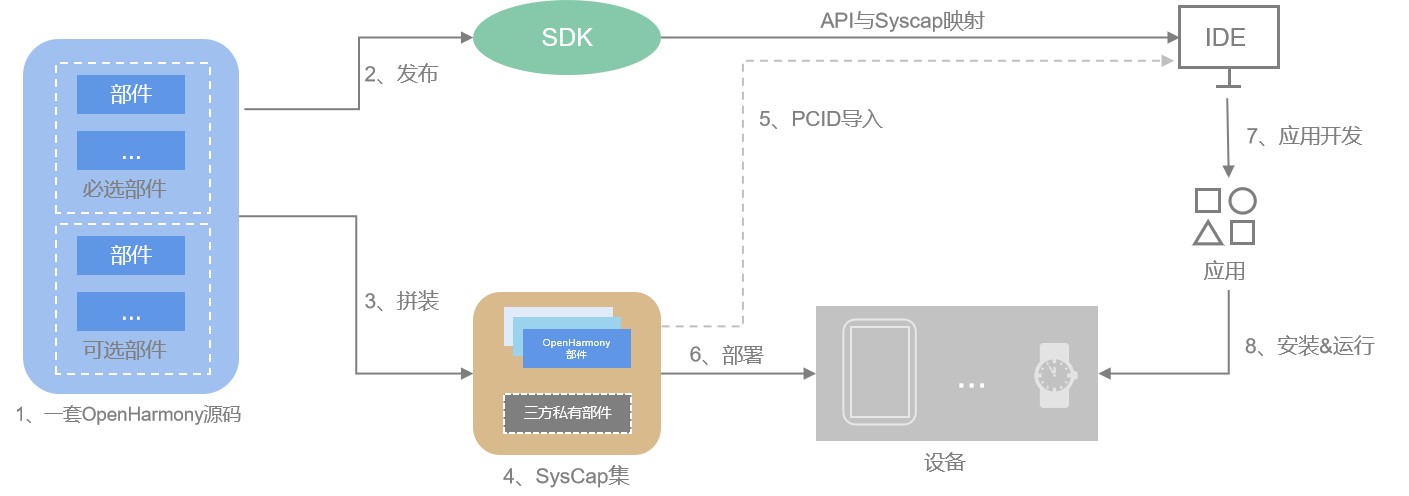 部件
...
必选部件
部件
...
可选部件
1、一套OpenHarmony源码
2、发布
SDK
API与Syscap映射
IDE
5、PCID导入
7、应用开发
应用
3、拼装
OpenHarmony
部件
三方私有部件
4、SysCap集
6、部署
...
设备
8、安装&运行